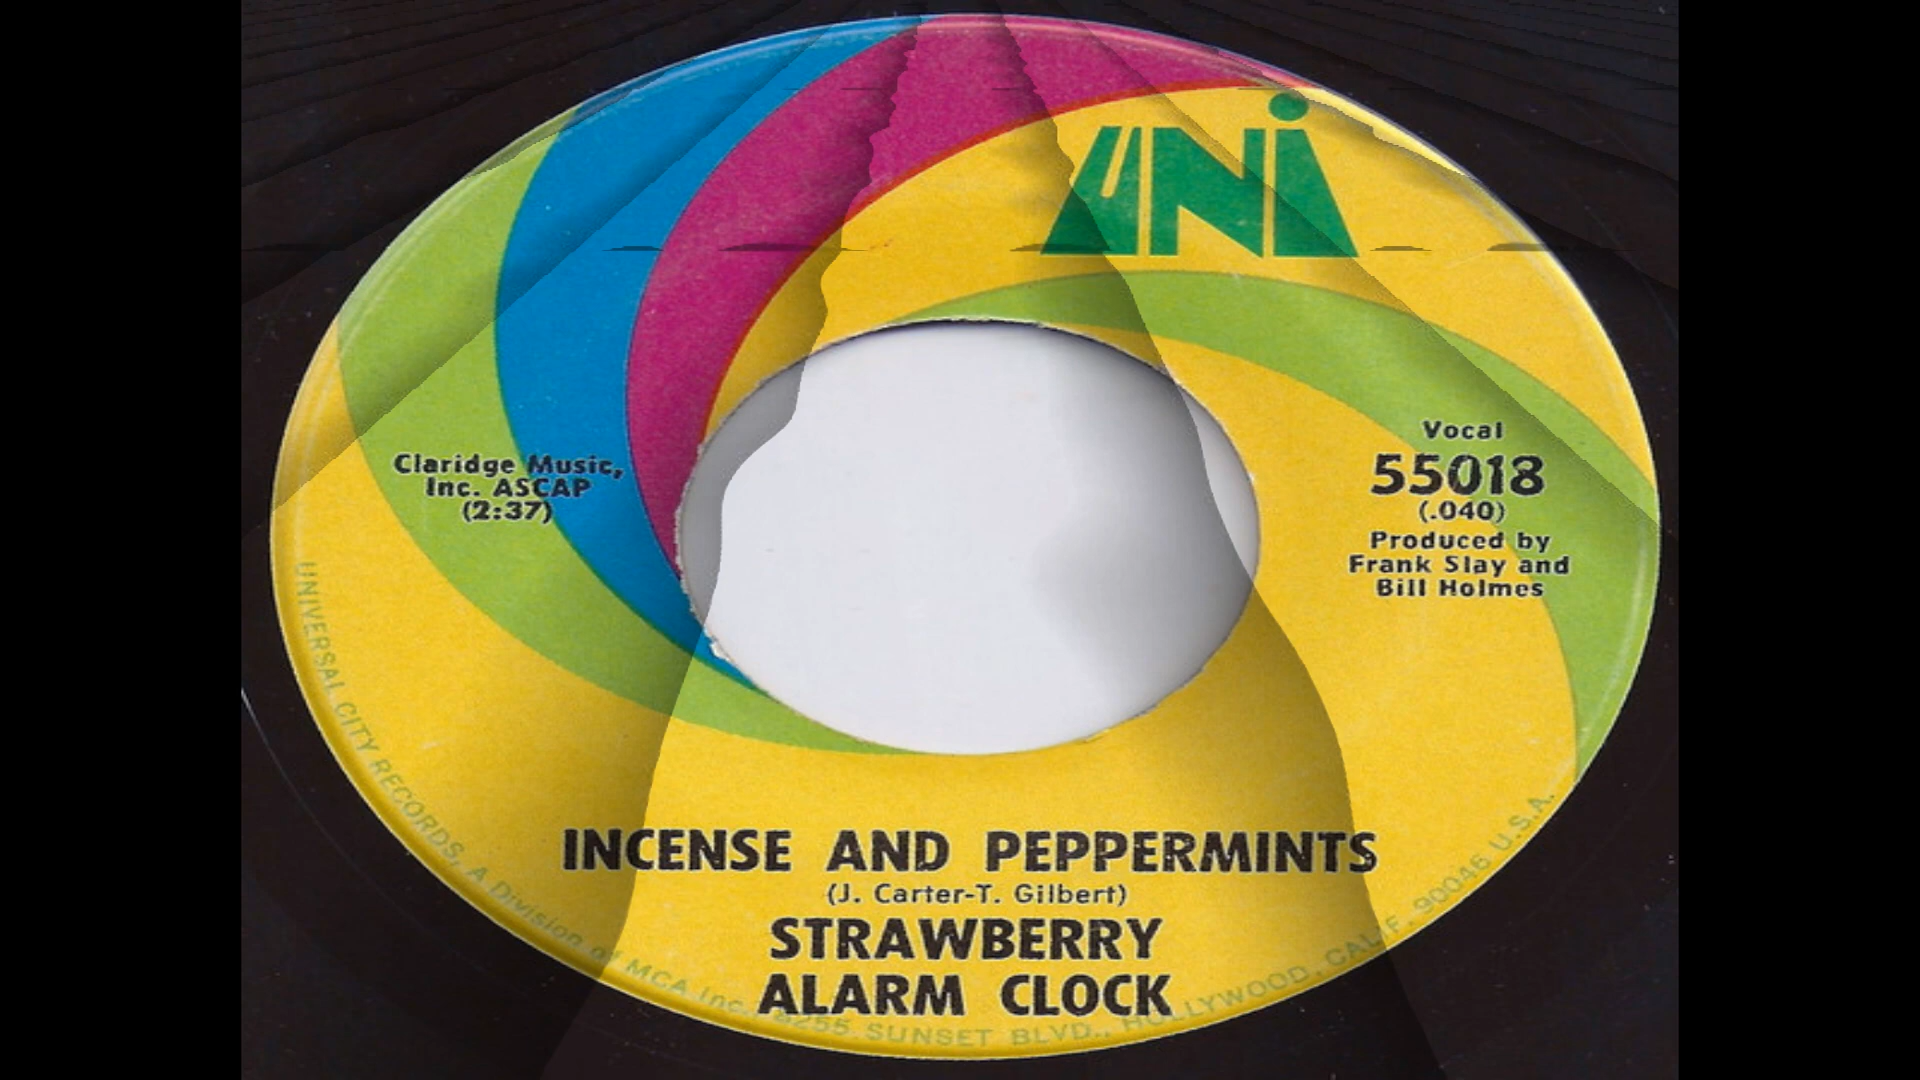 UNI
Claridge Music,
Inc. ASCAP
(2:37)
Vocal
55018
(.040)
Produced by
Frank Slay and
Bill Holmes
INCENSE AND PEPPERMINTS
(J. Carter-T. Gilbert)
STRAWBERRY
ALARM CLOCK
UNIVERSAL CITY RECORDS, A Division of MCA Inc., 8255 SUNSET BLVD., HOLLYWOOD, CALIF. 90046 U.S.A.